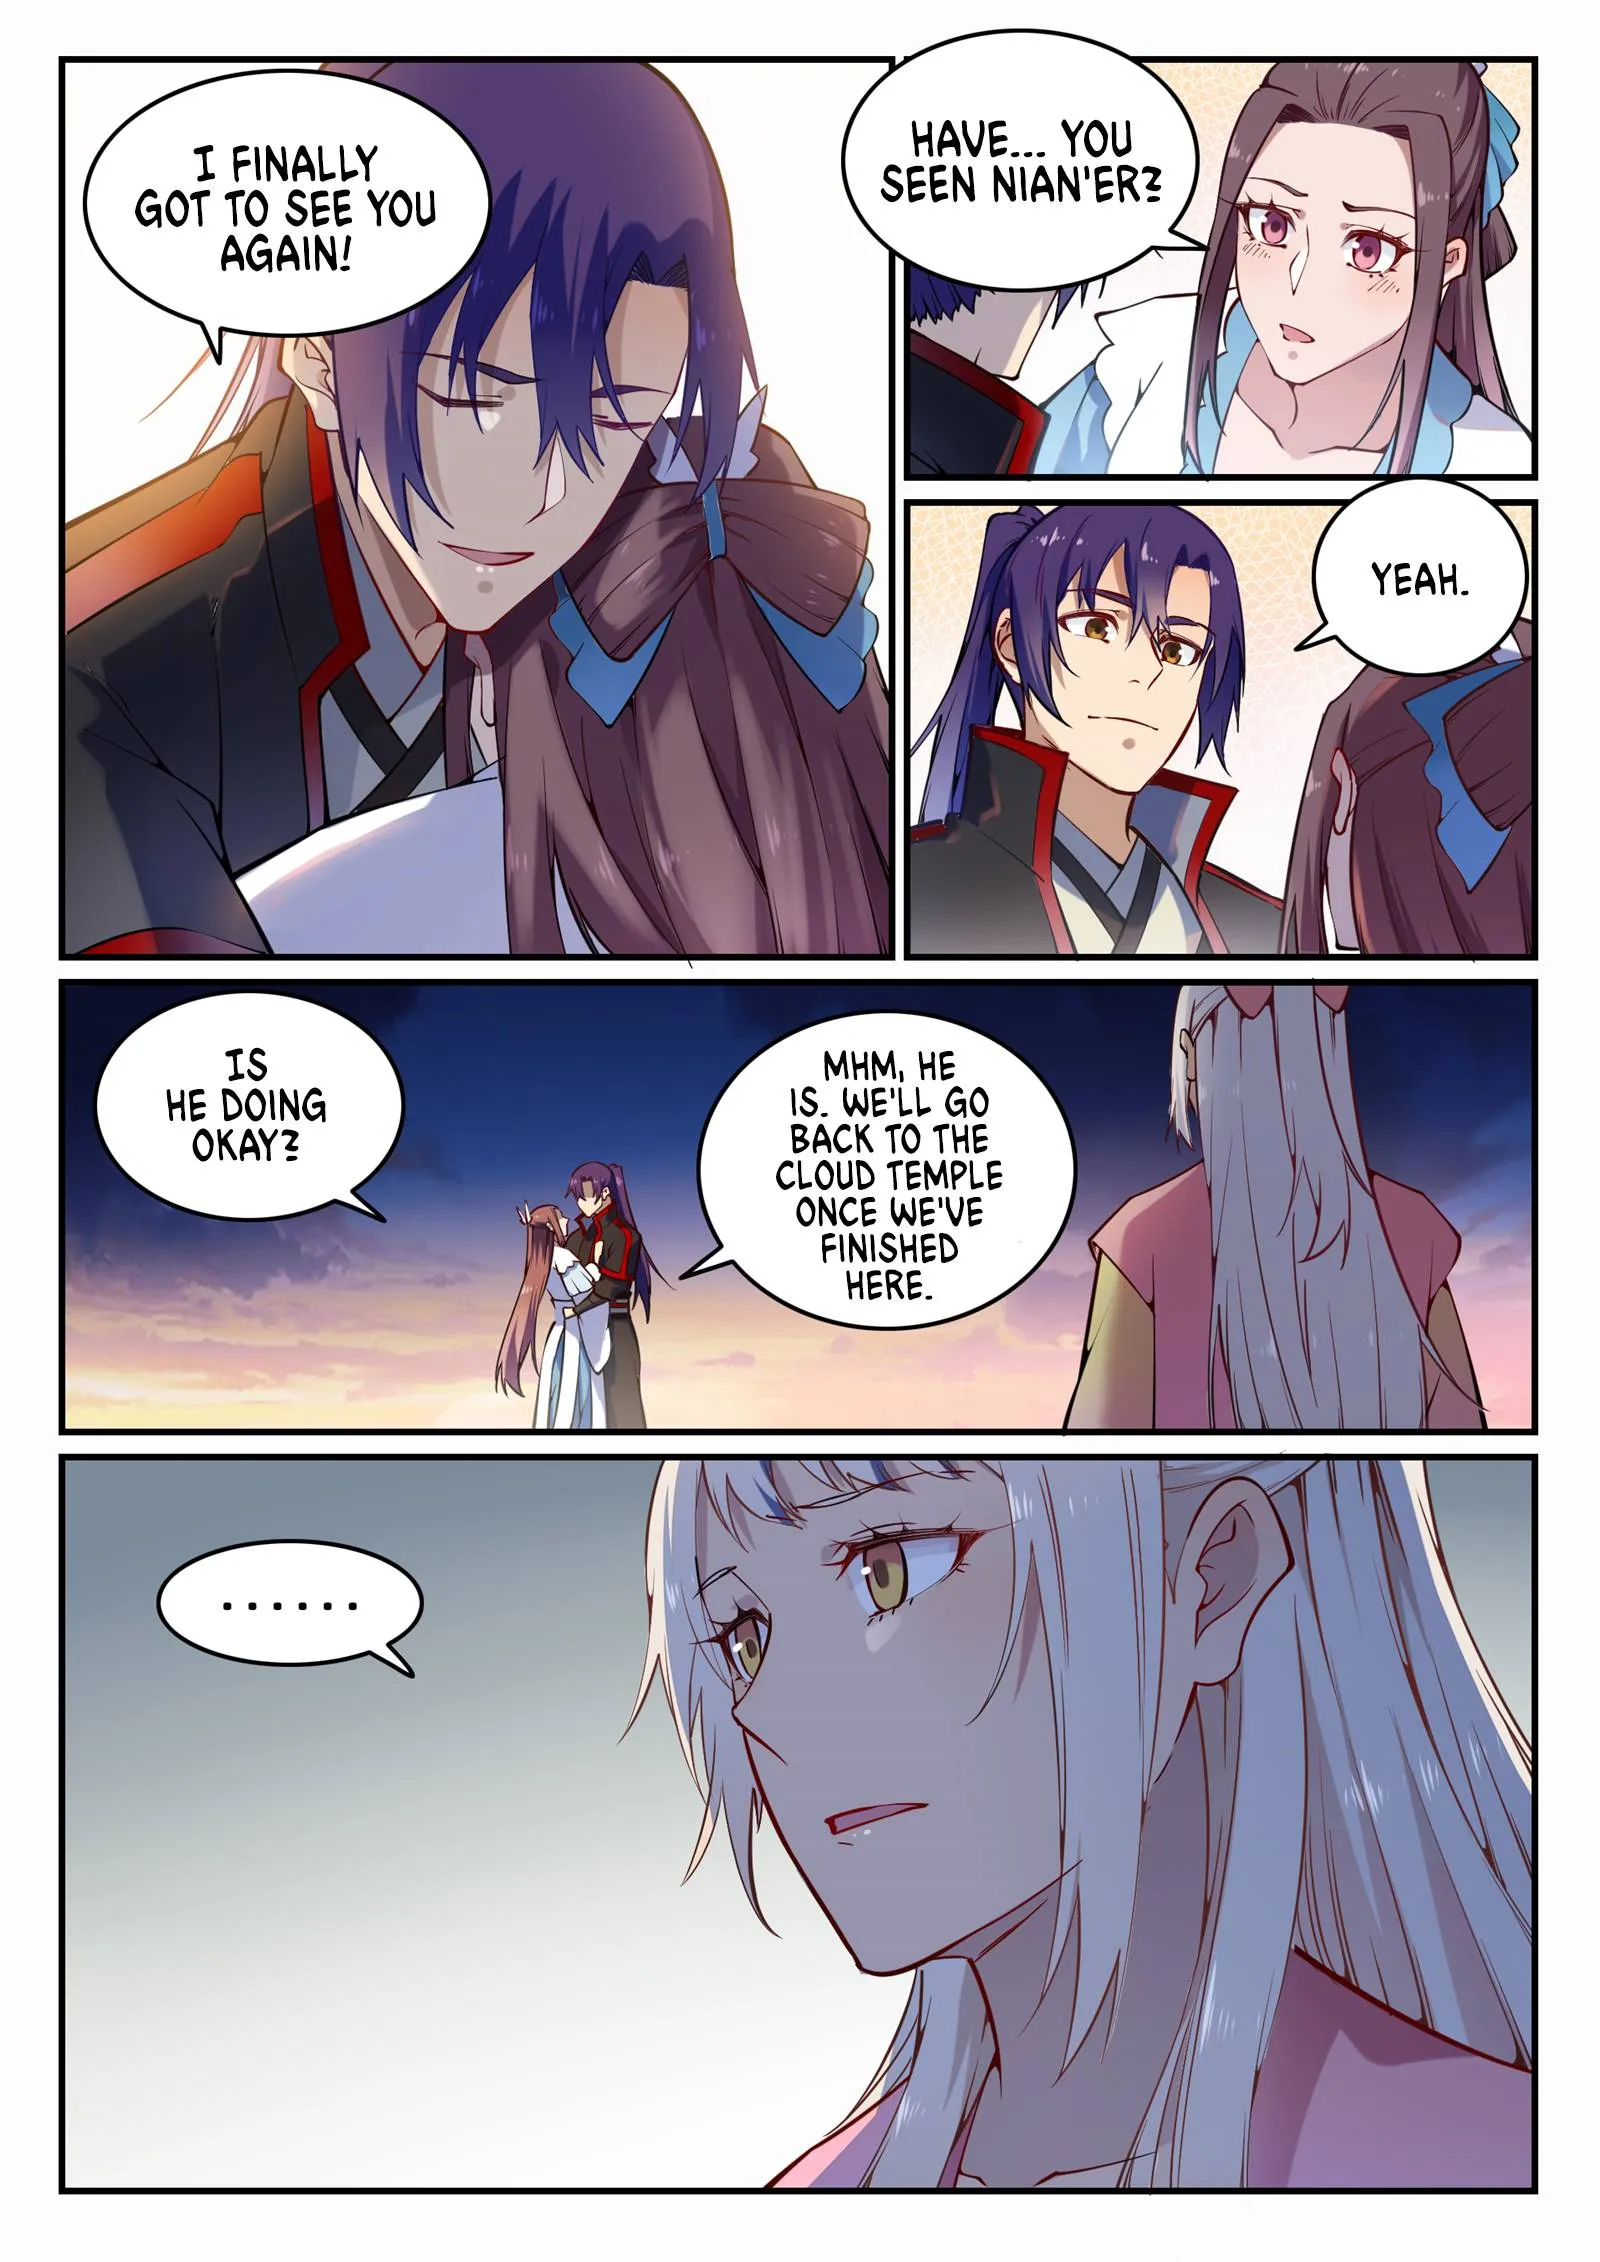 I FINALLY
GOT TO SEE YOU
AGAIN!
HAVE... YOU
SEEN NIAN'ER?
YEAH.
IS
HE DOING
OKAY?
MHM, HE
IS. WE'LL GO
BACK TO THE
CLOUD TEMPLE
ONCE WE'VE
FINISHED
HERE.
......